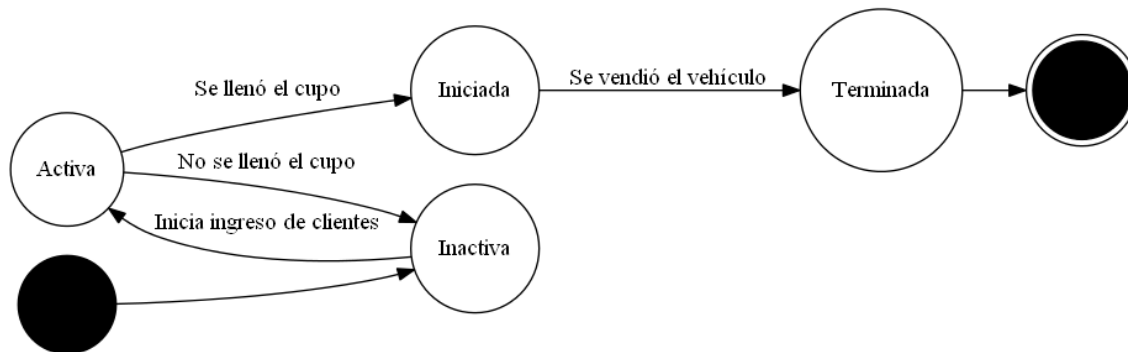 Se llenó el cupo
Iniciada
Se vendió el vehículo
Terminada
Activa
No se llenó el cupo
Inicia ingreso de clientes
Inactiva